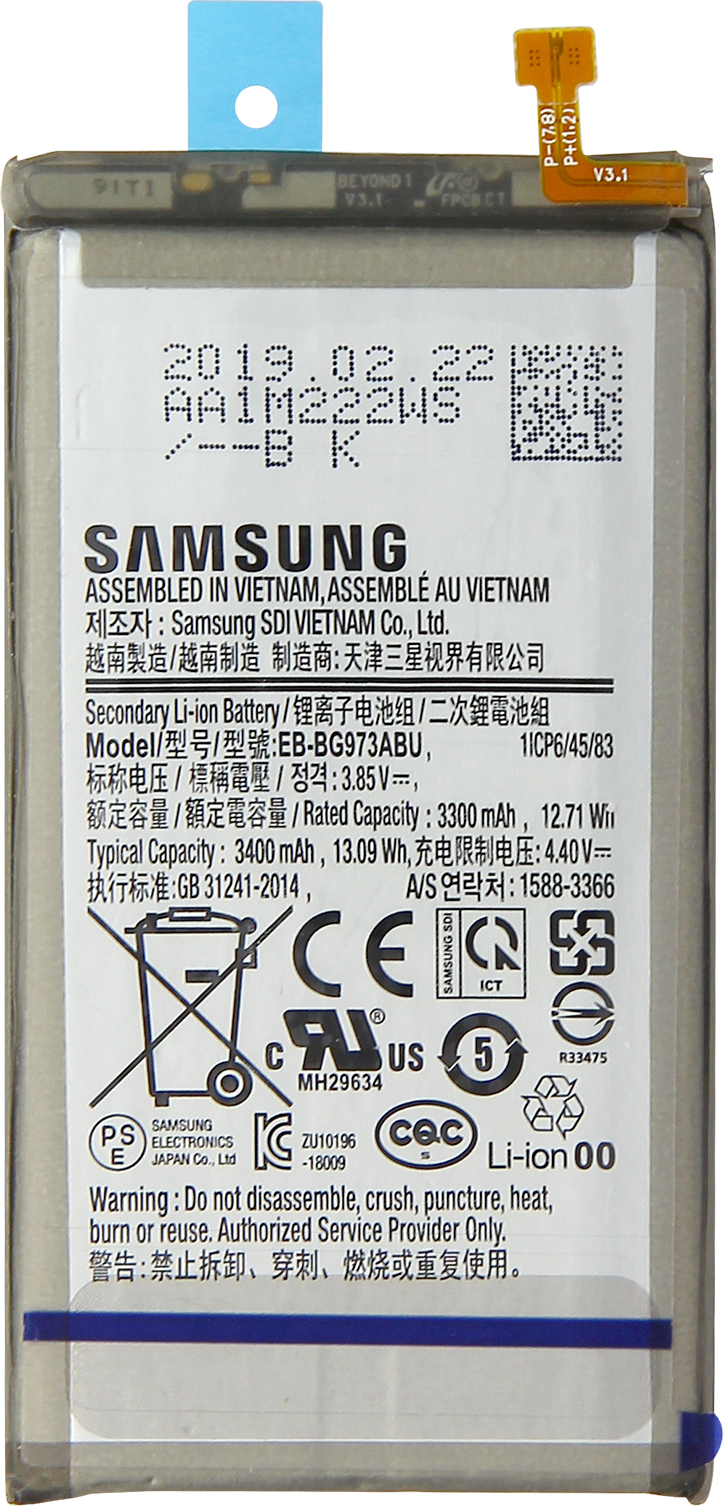 P-(7.8)
P+(1.2)
V3.1
91T1
BEYOND1
V3.1
FPCB CT
2019.02.22
AA1M222WS
/--B K
SAMSUNG
ASSEMBLED IN VIETNAM, ASSEMBLÉ AU VIETNAM
제조자 : Samsung SDI VIETNAM Co., Ltd.
越南製造/越南制造 制造商:天津三星视界有限公司
Secondary Li-ion Battery/锂离子电池组/二次鋰電池組
Model/型号/型號:EB-BG973ABU, 1ICP6/45/83
标称电压 / 標稱電壓 / 정격 : 3.85V⎓,
额定容量 / 額定電容量 / Rated Capacity : 3300 mAh , 12.71 Wh
Typical Capacity : 3400 mAh , 13.09 Wh,充电限制电压: 4.40V⎓
执行标准:GB 31241-2014 , A/S 연락처 : 1588-3366
CE
SAMSUNG SDI
ICT
R33475
C RU ® US
MH29634
5
PS
E
SAMSUNG
ELECTRONICS
JAPAN Co., Ltd
KC
ZU10196
-18009
CQC
S
Li-ion 00
Warning : Do not disassemble, crush, puncture, heat,
burn or reuse. Authorized Service Provider Only.
警告: 禁止拆卸、穿刺、燃烧或重复使用。